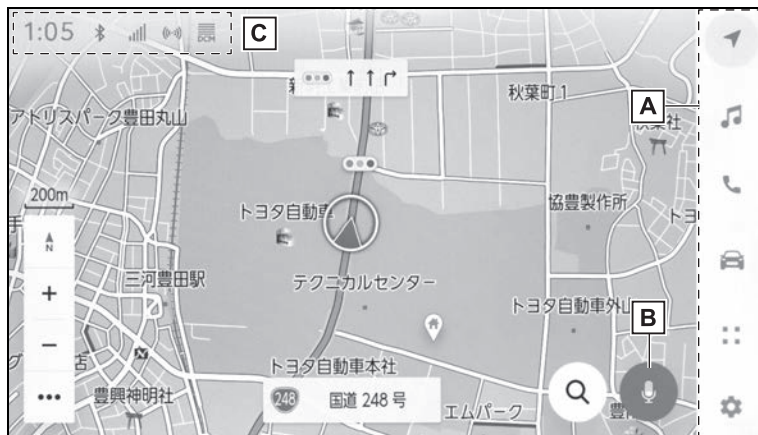 1:05
DCM
C
秋葉町1
A
アトリスパーク豊田丸山
200m
トヨタ自動車
協豊製作所
N
三河豊田駅
テクニカルセンター
トヨタ自動車外
B
トヨタ自動車本社
豊興神明社
248
国道 248 号
エムパーク